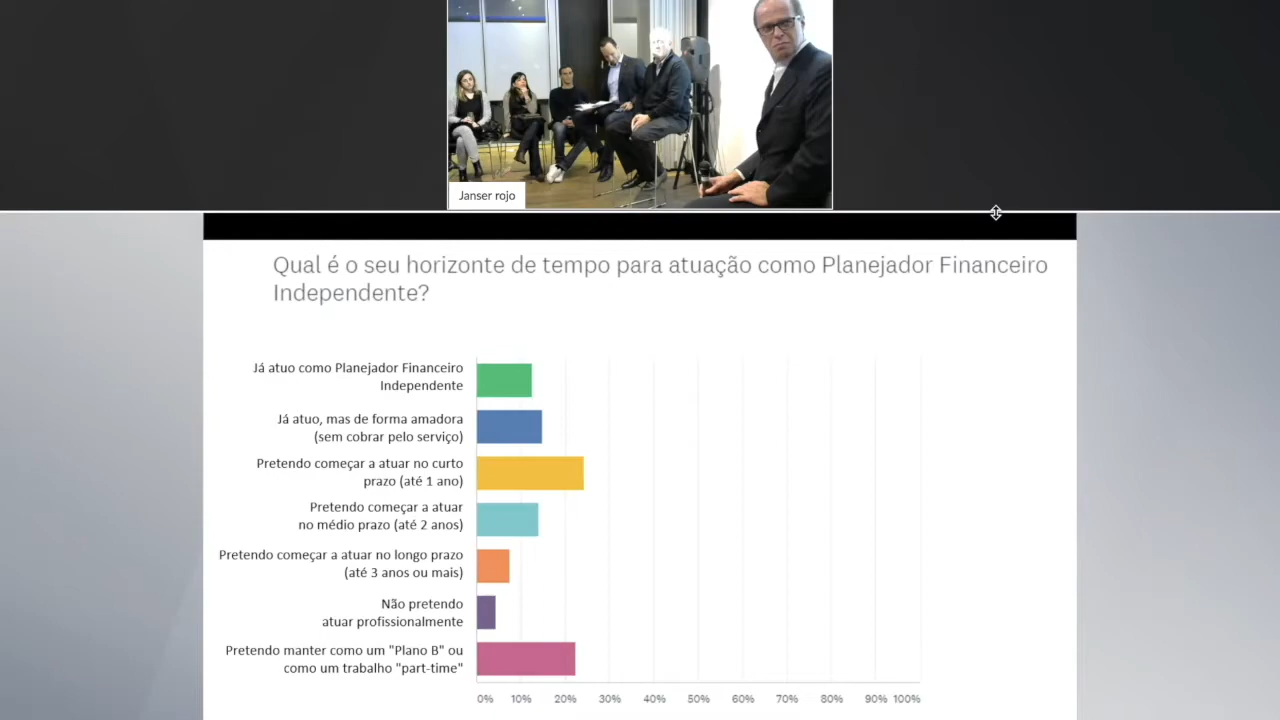 Janser rojo
Qual é o seu horizonte de tempo para atuação como Planejador Financeiro
Independente?
Já atuo como Planejador Financeiro
Independente
Já atuo, mas de forma amadora
(sem cobrar pelo serviço)
Pretendo começar a atuar no curto
prazo (até 1 ano)
Pretendo começar a atuar
no médio prazo (até 2 anos)
Pretendo começar a atuar no longo prazo
(até 3 anos ou mais)
Não pretendo
atuar profissionalmente
Pretendo manter como um "Plano B" ou
como um trabalho "part-time"
0% 10% 20% 30% 40% 50% 60% 70% 80% 90% 100%